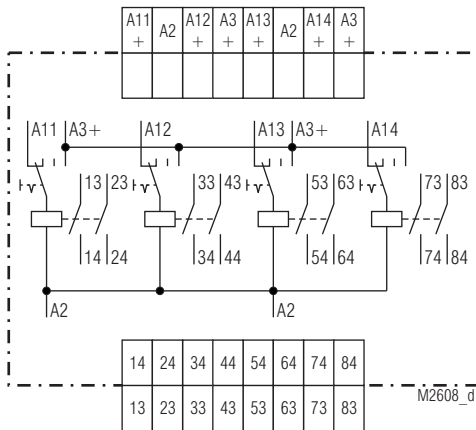 A11 A2 A12 A3 A13 A2 A14 A3
+ + + + + +
A11 A3+ A12 A13 A3+ A14
13 23 33 43 53 63 73 83
14 24 34 44 54 64 74 84
A2 A2
14 24 34 44 54 64 74 84
13 23 33 43 53 63 73 83
M2608_d